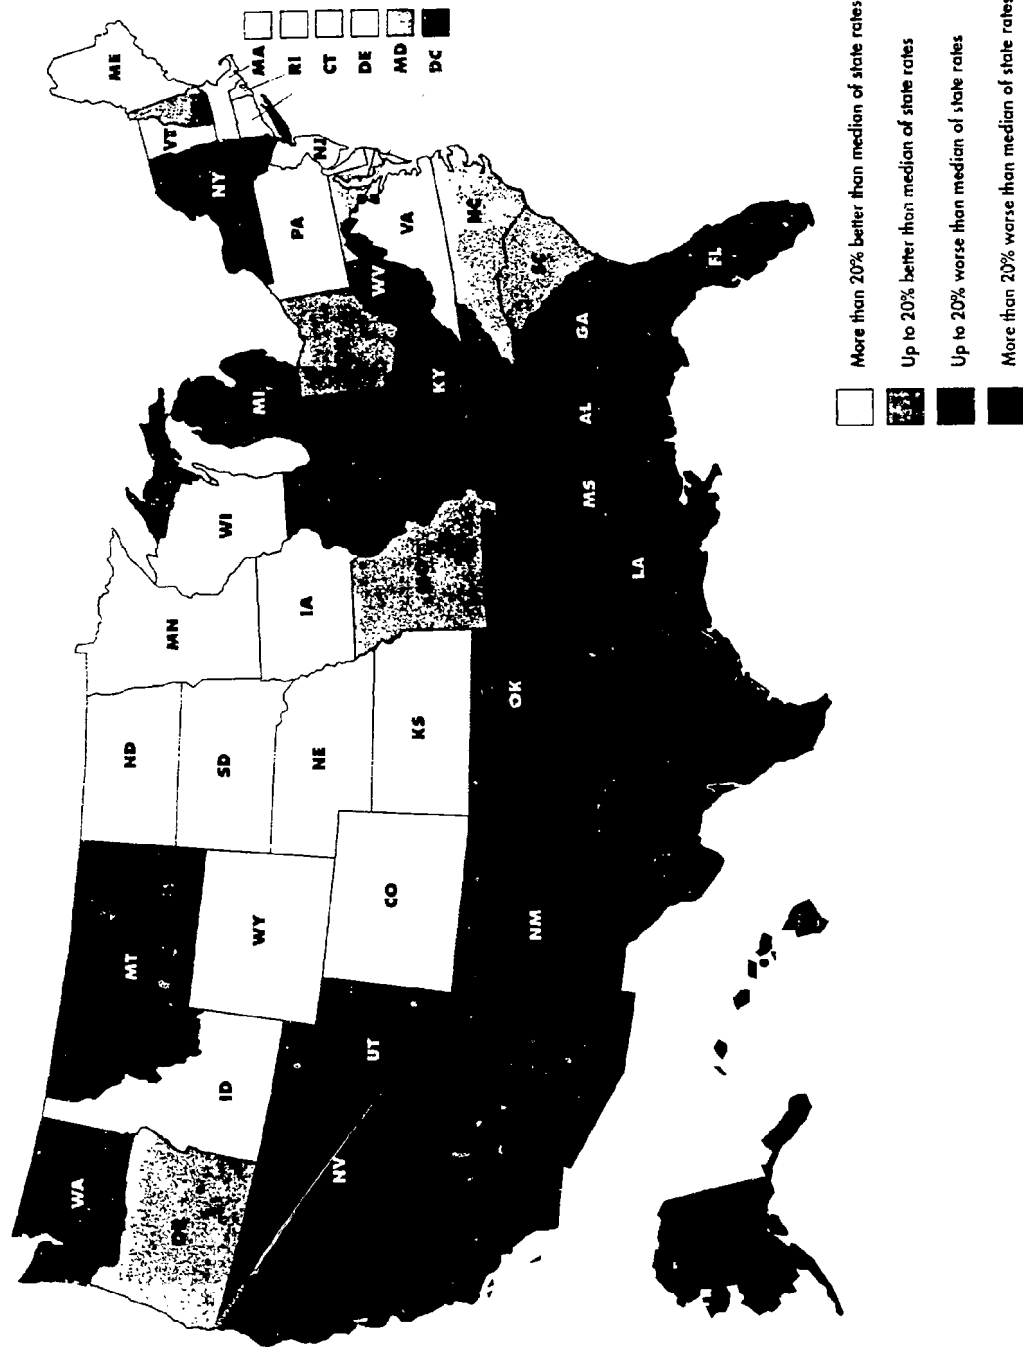 WA
OR
ID
MT
WY
NV
UT
CO
NM
ND
SD
NE
KS
OK
MN
IA
WI
MI
LA
MS
AL
GA
FL
KY
WV
VA
NC
SC
PA
NJ
NY
VT
ME
MA
RI
CT
DE
MD
DC
More than 20% better than median of state rates
Up to 20% better than median of state rates
Up to 20% worse than median of state rates
More than 20% worse than median of state rates